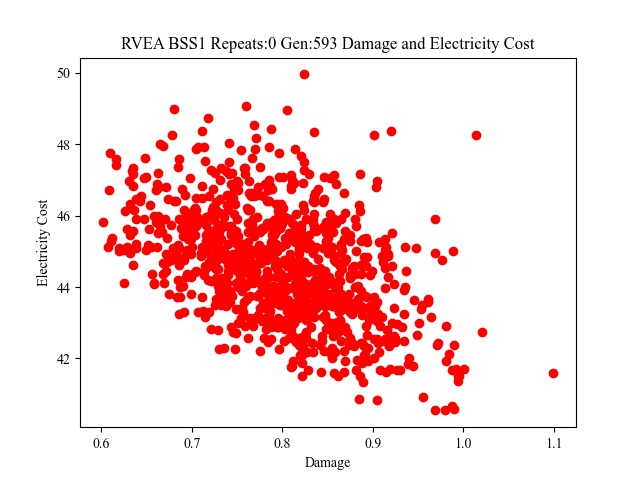 RVEA BSS1 Repeats:0 Gen:593 Damage and Electricity Cost
50
48
46
44
42
Electricity Cost
0.6 0.7 0.8 0.9 1.0 1.1
Damage